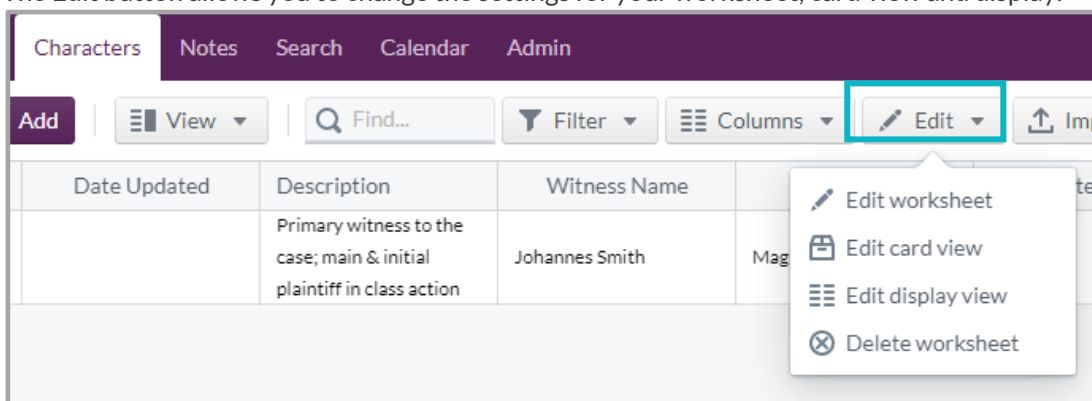 Characters Notes Search Calendar Admin
Add View Find... Filter Columns Edit
Date Updated Description Witness Name
Edit worksheet
Primary witness to the
case; main & initial
plaintiff in class action
Johannes Smith
Edit card view
Edit display view
Delete worksheet